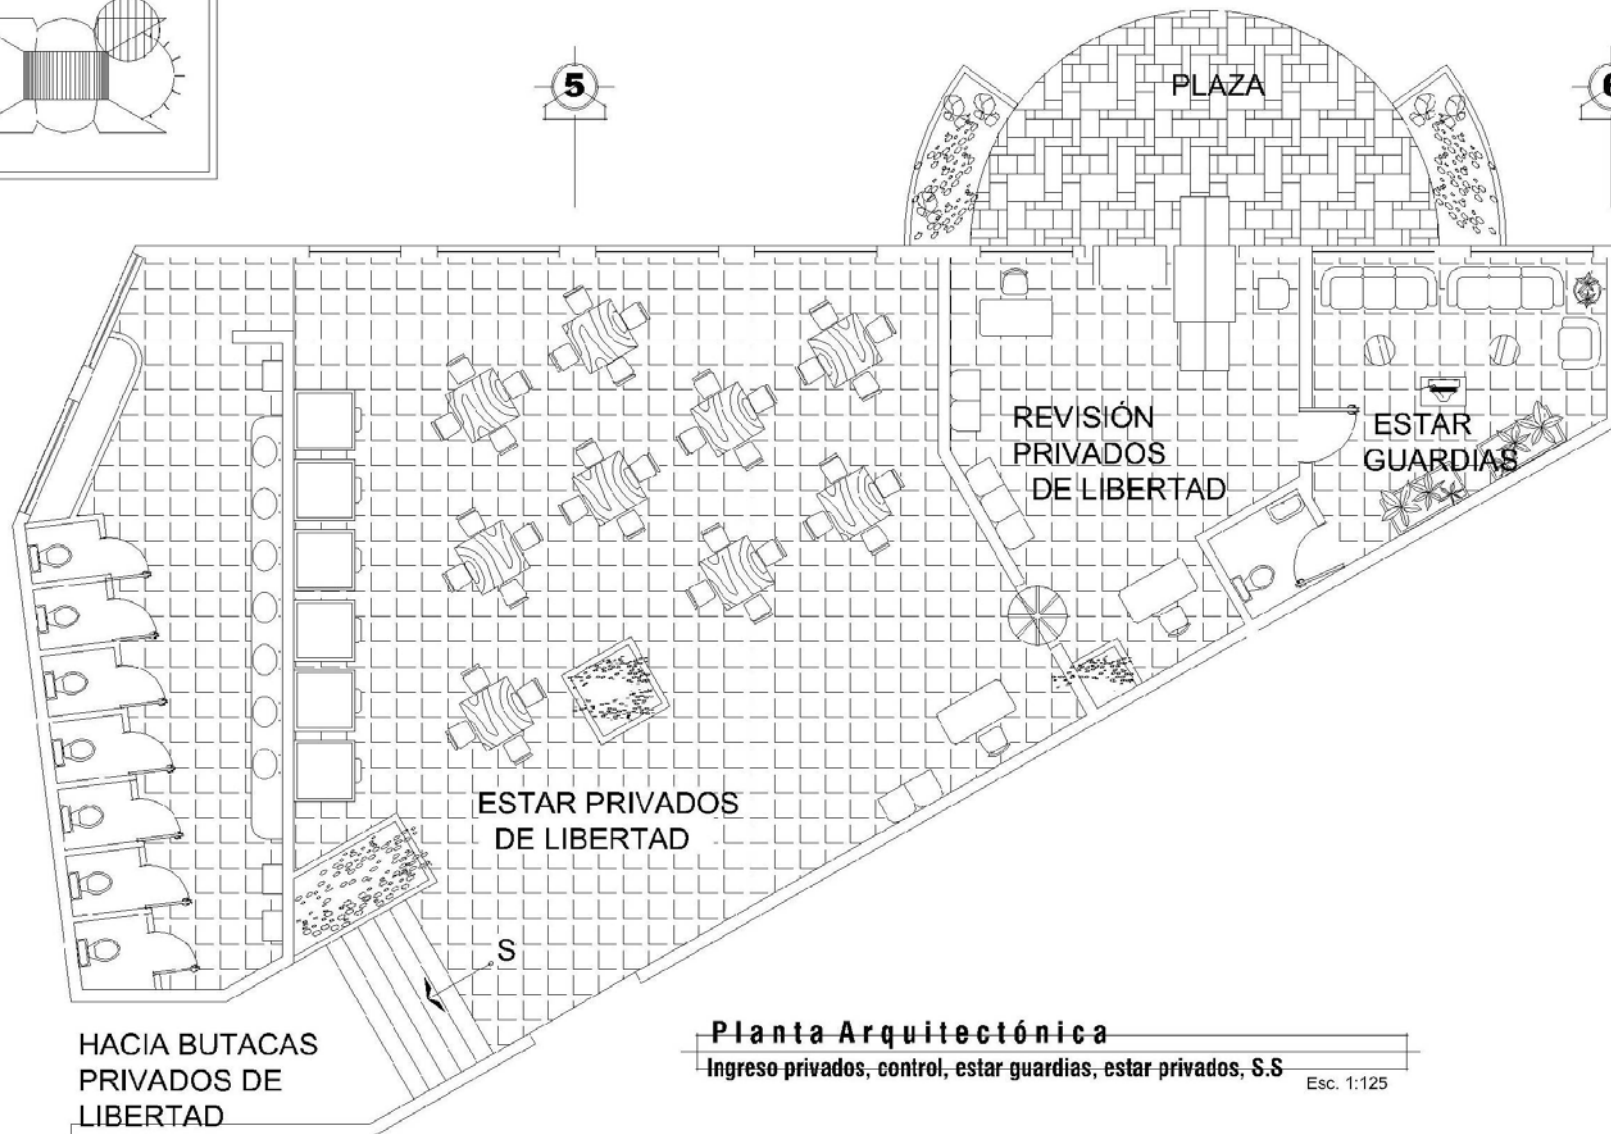 5
6
PLAZA
REVISIÓN
PRIVADOS
DE LIBERTAD
ESTAR
GUARDIAS
ESTAR PRIVADOS
DE LIBERTAD
S
HACIA BUTACAS
PRIVADOS DE
LIBERTAD
Planta Arquitectónica
Ingreso privados, control, estar guardias, estar privados, S.S
Esc. 1:125